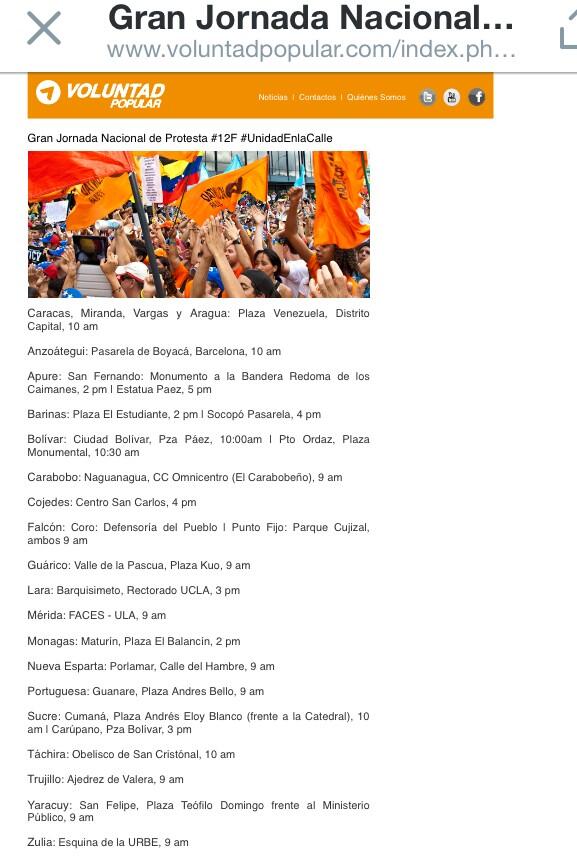 Gran Jornada Nacional...
www.voluntadpopular.com/index.ph...
VOLUNTAD
POPULAR
Noticias | Contactos | Quiénes Somos
Gran Jornada Nacional de Protesta #12F #UnidadEnlaCalle
Caracas, Miranda, Vargas y Aragua: Plaza Venezuela, Distrito
Capital, 10 am
Anzoátegui: Pasarela de Boyacá, Barcelona, 10 am
Apure: San Fernando: Monumento a la Bandera Redoma de los
Caimanes, 2 pm | Estatua Paez, 5 pm
Barinas: Plaza El Estudiante, 2 pm | Socopó Pasarela, 4 pm
Bolívar: Ciudad Bolívar, Pza Páez, 10:00am | Pto Ordaz, Plaza
Monumental, 10:30 am
Carabobo: Naguanagua, CC Omnicentro (El Carabobeño), 9 am
Cojedes: Centro San Carlos, 4 pm
Falcón: Coro: Defensoría del Pueblo | Punto Fijo: Parque Cujizal,
ambos 9 am
Guárico: Valle de la Pascua, Plaza Kuo, 9 am
Lara: Barquisimeto, Rectorado UCLA, 3 pm
Mérida: FACES - ULA, 9 am
Monagas: Maturín, Plaza El Balancín, 2 pm
Nueva Esparta: Porlamar, Calle del Hambre, 9 am
Portuguesa: Guanare, Plaza Andres Bello, 9 am
Sucre: Cumaná, Plaza Andrés Eloy Blanco (frente a la Catedral), 10
am | Carúpano, Pza Bolívar, 3 pm
Táchira: Obelisco de San Cristónal, 10 am
Trujillo: Ajedrez de Valera, 9 am
Yaracuy: San Felipe, Plaza Teófilo Domingo frente al Ministerio
Público, 9 am
Zulia: Esquina de la URBE, 9 am